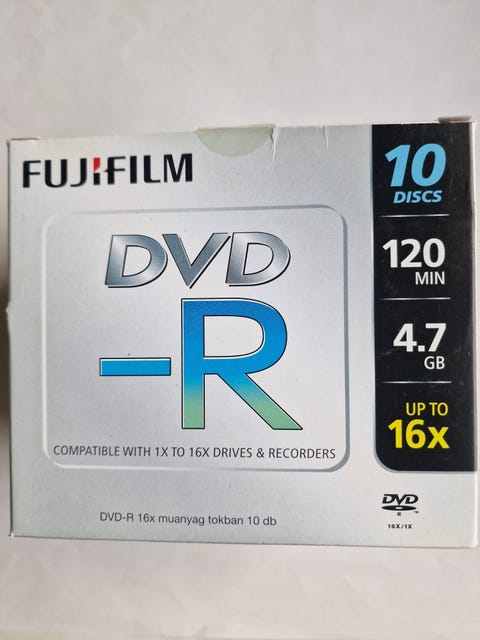 FUJIFILM
DVD
-R
COMPATIBLE WITH 1X TO 16X DRIVES & RECORDERS
DVD-R 16x muanyag tokban 10 db
10
DISCS
120
MIN
4.7
GB
UP TO
16x
DVD
R
TM
16X/1X